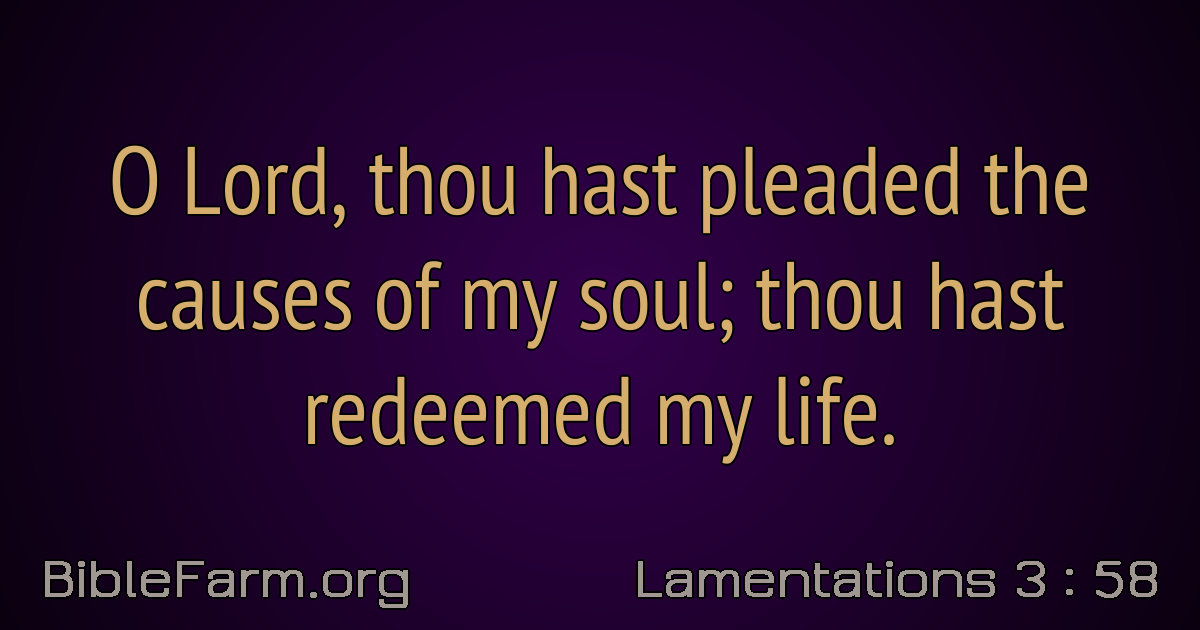 O Lord, thou hast pleaded the
causes of my soul; thou hast
redeemed my life.
BibleFarm.org
Lamentations 3 : 58